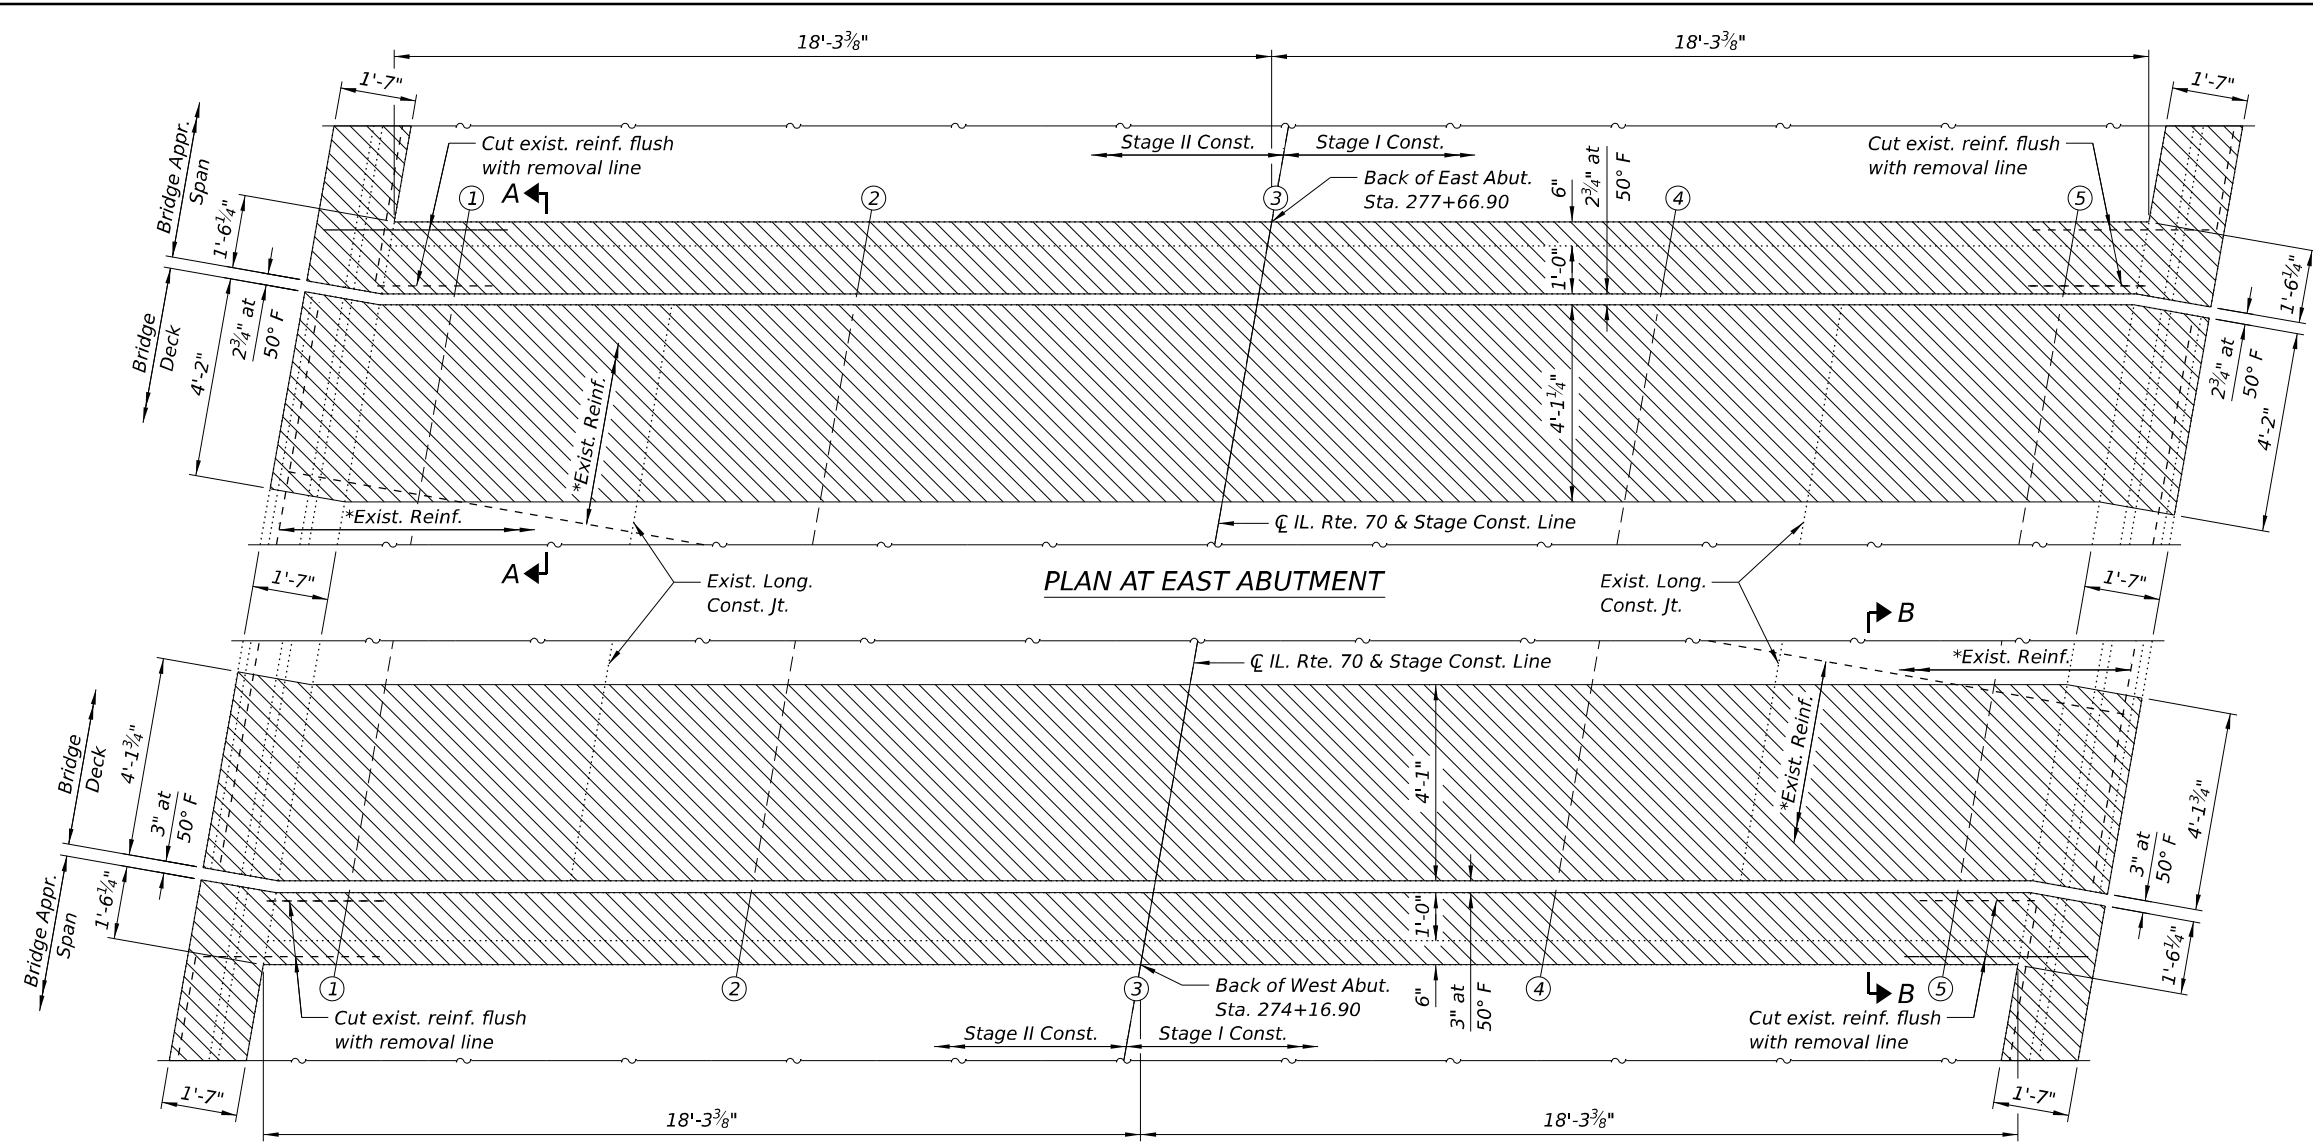 18'-3⅜"
18'-3⅜"
1'-7"
1'-7"
Bridge Appr.
Span
Cut exist. reinf. flush
with removal line
Stage II Const.
Stage I Const.
Cut exist. reinf. flush
with removal line
A
1
2
3
4
5
Back of East Abut.
Sta. 277+66.90
6"
2¾" at
50° F
1'-6¼"
1'-0"
1'-6¼"
Bridge
Deck
2¾" at
50° F
4'-2"
*Exist. Reinf.
4'-1¼"
2¾" at
50° F
4'-2"
*Exist. Reinf.
℄ IL. Rte. 70 & Stage Const. Line
A
1'-7"
Exist. Long.
Const. Jt.
PLAN AT EAST ABUTMENT
Exist. Long.
Const. Jt.
1'-7"
B
℄ IL. Rte. 70 & Stage Const. Line
*Exist. Reinf.
Bridge
Deck
4'-1¾"
3" at
50° F
4'-1"
*Exist. Reinf.
4'-1¾"
3" at
50° F
Bridge Appr.
Span
1'-6¼"
1'-0"
1'-6¼"
1
2
3
4
5
B
Back of West Abut.
Sta. 274+16.90
6"
3" at
50° F
Cut exist. reinf. flush
with removal line
Stage II Const.
Stage I Const.
Cut exist. reinf. flush
with removal line
1'-7"
1'-7"
18'-3⅜"
18'-3⅜"